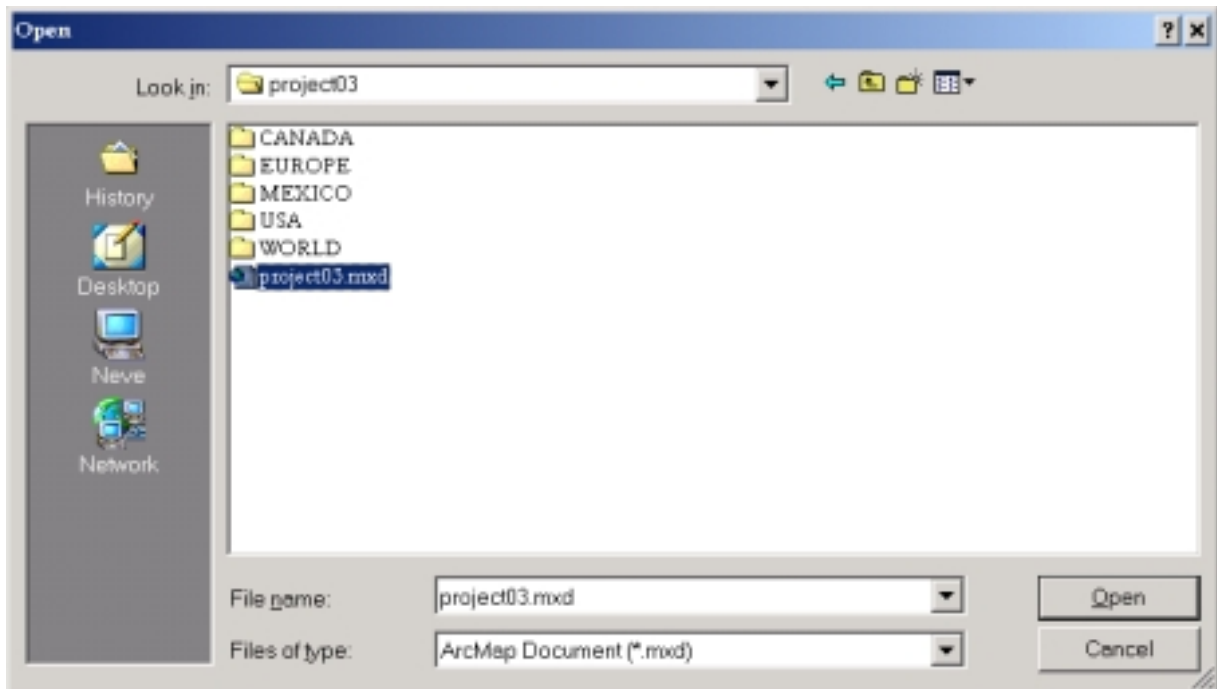 Open
Look in: project03
CANADA
EUROPE
MEXICO
USA
WORLD
project03.mxd
History
Desktop
Neve
Network
File name: project03.mxd
Open
Files of type: ArcMap Document (*.mxd)
Cancel